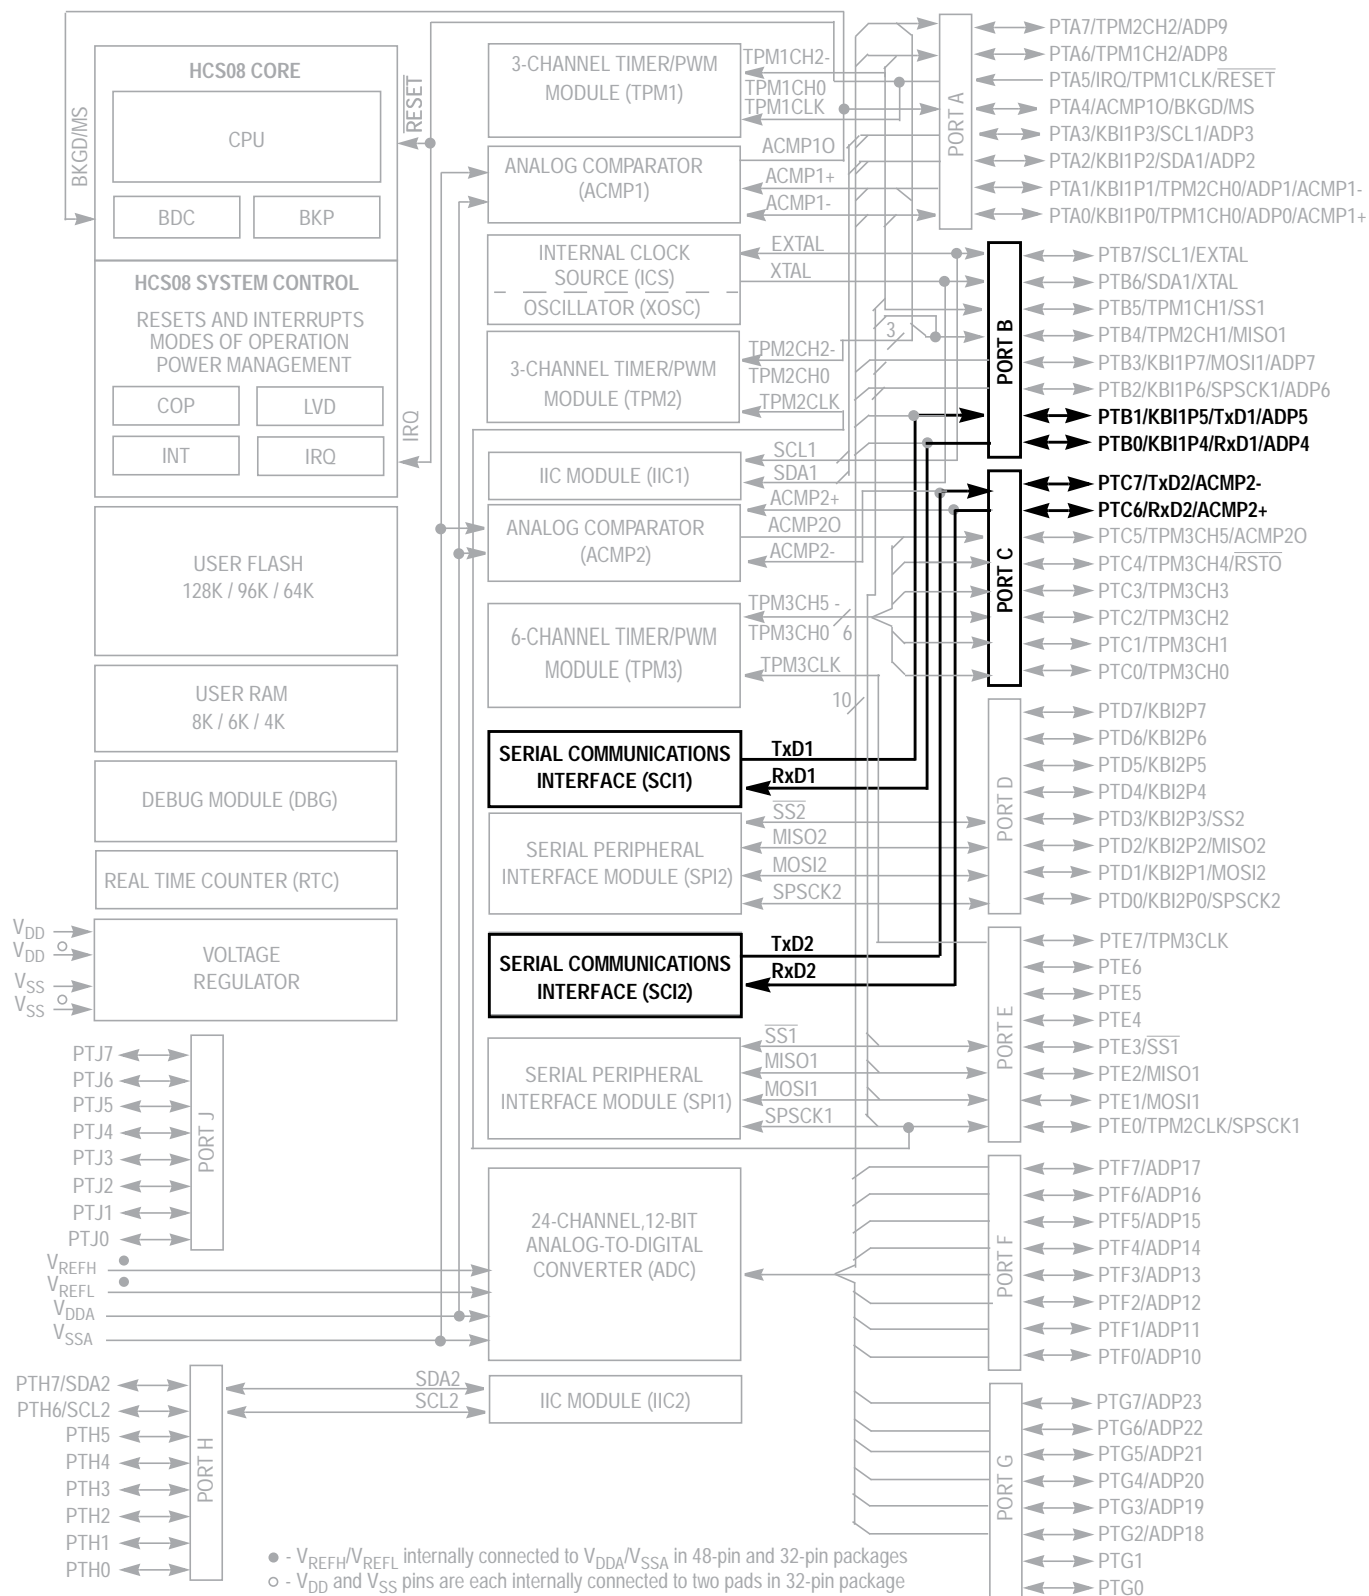 BKGD/MS
HCS08 CORE
CPU
BDC
BKP
RESET
HCS08 SYSTEM CONTROL
RESETS AND INTERRUPTS
MODES OF OPERATION
POWER MANAGEMENT
COP
LVD
INT
IRQ
IRQ
USER FLASH
128K / 96K / 64K
USER RAM
8K / 6K / 4K
DEBUG MODULE (DBG)
REAL TIME COUNTER (RTC)
VDD
VDD
VSS
VSS
VOLTAGE
REGULATOR
PTJ7
PTJ6
PTJ5
PTJ4
PTJ3
PTJ2
PTJ1
PTJ0
PORT J
VREFH
VREFL
VDDA
VSSA
PTH7/SDA2
PTH6/SCL2
PTH5
PTH4
PTH3
PTH2
PTH1
PTH0
PORT H
SDA2
SCL2
3-CHANNEL TIMER/PWM
MODULE (TPM1)
TPM1CH2-
TPM1CH0
TPM1CLK
ANALOG COMPARATOR
(ACMP1)
ACMP1O
ACMP1+
ACMP1-
INTERNAL CLOCK
SOURCE (ICS)
OSCILLATOR (XOSC)
EXTAL
XTAL
3-CHANNEL TIMER/PWM
MODULE (TPM2)
TPM2CH2-
TPM2CH0
TPM2CLK
3
IIC MODULE (IIC1)
SCL1
SDA1
ANALOG COMPARATOR
(ACMP2)
ACMP2+
ACMP2O
ACMP2-
6-CHANNEL TIMER/PWM
MODULE (TPM3)
TPM3CH5 -
TPM3CH0 6
TPM3CLK
10
SERIAL COMMUNICATIONS
INTERFACE (SCI1)
TxD1
RxD1
SERIAL PERIPHERAL
INTERFACE MODULE (SPI2)
SS2
MISO2
MOSI2
SPSCK2
SERIAL COMMUNICATIONS
INTERFACE (SCI2)
TxD2
RxD2
SERIAL PERIPHERAL
INTERFACE MODULE (SPI1)
SS1
MISO1
MOSI1
SPSCK1
24-CHANNEL,12-BIT
ANALOG-TO-DIGITAL
CONVERTER (ADC)
IIC MODULE (IIC2)
PORT A
PTA7/TPM2CH2/ADP9
PTA6/TPM1CH2/ADP8
PTA5/IRQ/TPM1CLK/RESET
PTA4/ACMP1O/BKGD/MS
PTA3/KBI1P3/SCL1/ADP3
PTA2/KBI1P2/SDA1/ADP2
PTA1/KBI1P1/TPM2CH0/ADP1/ACMP1-
PTA0/KBI1P0/TPM1CH0/ADP0/ACMP1+
PORT B
PTB7/SCL1/EXTAL
PTB6/SDA1/XTAL
PTB5/TPM1CH1/SS1
PTB4/TPM2CH1/MISO1
PTB3/KBI1P7/MOSI1/ADP7
PTB2/KBI1P6/SPSCK1/ADP6
PTB1/KBI1P5/TxD1/ADP5
PTB0/KBI1P4/RxD1/ADP4
PORT C
PTC7/TxD2/ACMP2-
PTC6/RxD2/ACMP2+
PTC5/TPM3CH5/ACMP2O
PTC4/TPM3CH4/RSTO
PTC3/TPM3CH3
PTC2/TPM3CH2
PTC1/TPM3CH1
PTC0/TPM3CH0
PORT D
PTD7/KBI2P7
PTD6/KBI2P6
PTD5/KBI2P5
PTD4/KBI2P4
PTD3/KBI2P3/SS2
PTD2/KBI2P2/MISO2
PTD1/KBI2P1/MOSI2
PTD0/KBI2P0/SPSCK2
PORT E
PTE7/TPM3CLK
PTE6
PTE5
PTE4
PTE3/SS1
PTE2/MISO1
PTE1/MOSI1
PTE0/TPM2CLK/SPSCK1
PORT F
PTF7/ADP17
PTF6/ADP16
PTF5/ADP15
PTF4/ADP14
PTF3/ADP13
PTF2/ADP12
PTF1/ADP11
PTF0/ADP10
PORT G
PTG7/ADP23
PTG6/ADP22
PTG5/ADP21
PTG4/ADP20
PTG3/ADP19
PTG2/ADP18
PTG1
PTG0
● - VREFH/VREFL internally connected to VDDA/VSSA in 48-pin and 32-pin packages
○ - VDD and VSS pins are each internally connected to two pads in 32-pin package